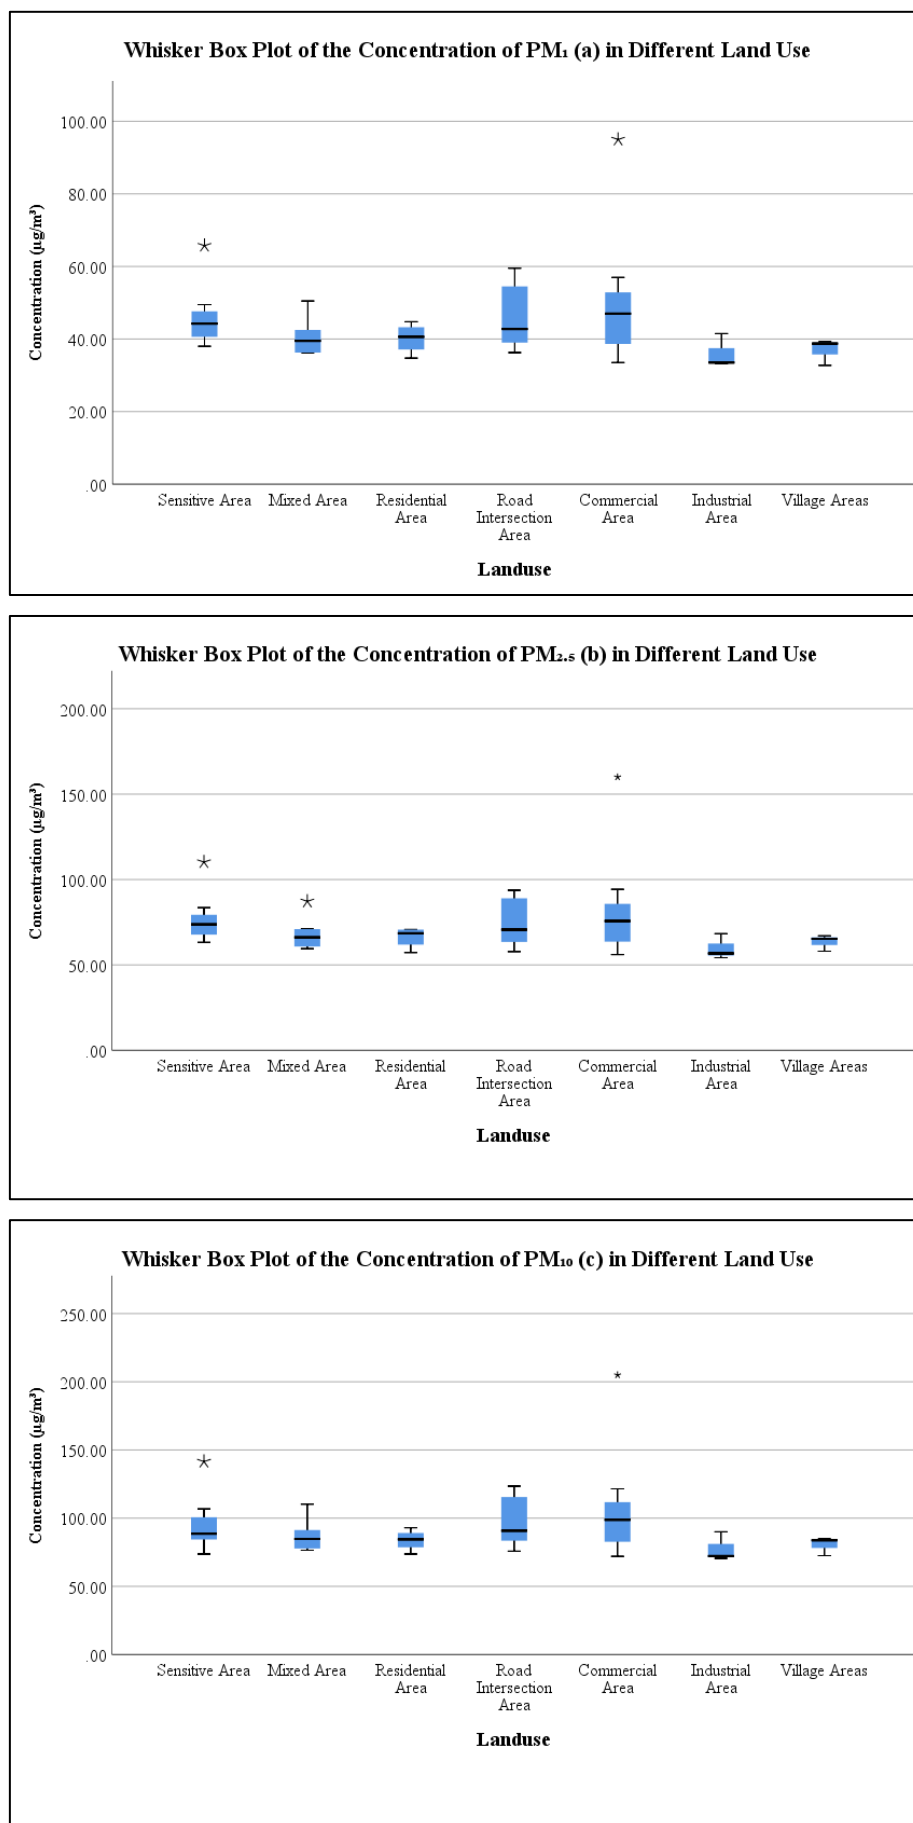 Whisker Box Plot of the Concentration of PM₁ (a) in Different Land Use
Concentration (µg/m³)
100.00
80.00
60.00
40.00
20.00
.00
Sensitive Area
Mixed Area
Residential
Area
Road
Intersection
Area
Commercial
Area
Industrial
Area
Village Areas
Landuse
Whisker Box Plot of the Concentration of PM₂.₅ (b) in Different Land Use
Concentration (µg/m³)
200.00
150.00
100.00
50.00
.00
Sensitive Area
Mixed Area
Residential
Area
Road
Intersection
Area
Commercial
Area
Industrial
Area
Village Areas
Landuse
Whisker Box Plot of the Concentration of PM₁₀ (c) in Different Land Use
Concentration (µg/m³)
250.00
200.00
150.00
100.00
50.00
.00
Sensitive Area
Mixed Area
Residential
Area
Road
Intersection
Area
Commercial
Area
Industrial
Area
Village Areas
Landuse